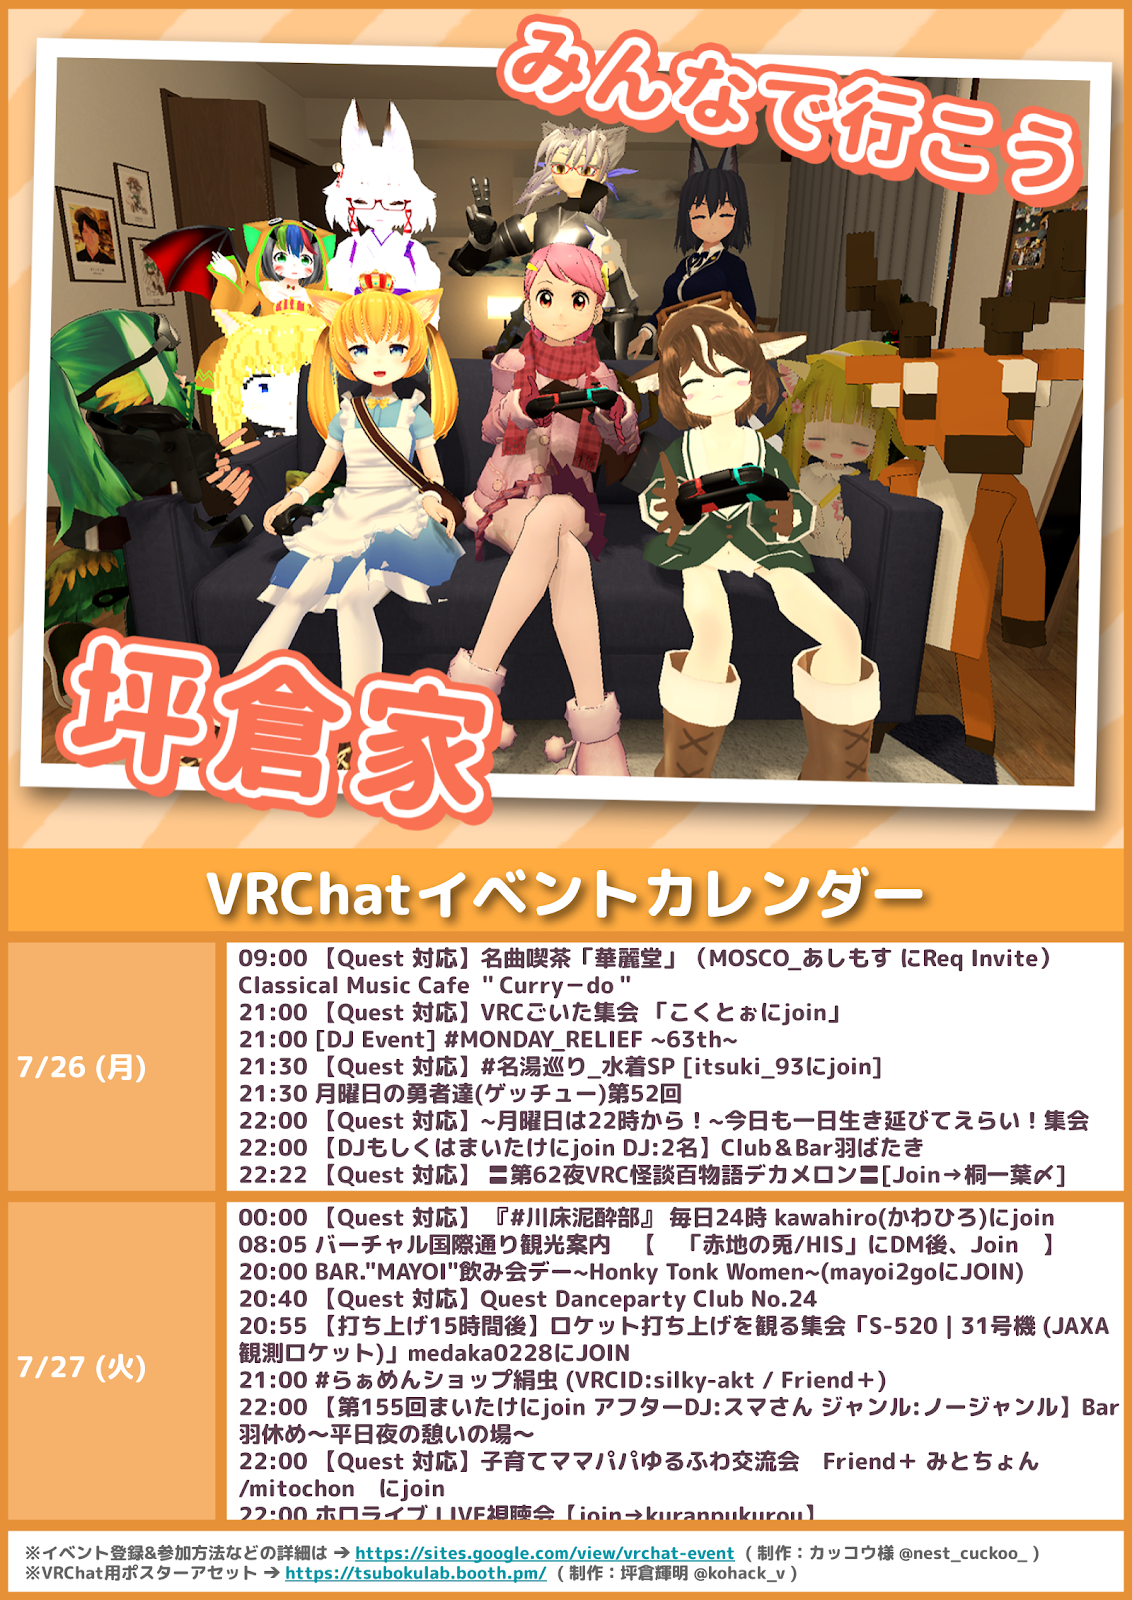 みんなで行こう
坪倉家
VRChatイベントカレンダー
7/26 (月)
09:00 【Quest 対応】名曲喫茶「華麗堂」（MOSCO_あしもす にReq Invite）
Classical Music Cafe ＂Curryーdo＂
21:00 【Quest 対応】VRCごいた集会 「こくとぉにjoin」
21:00 [DJ Event] #MONDAY_RELIEF ~63th~
21:30 【Quest 対応】#名湯巡り_水着SP [itsuki_93にjoin]
21:30 月曜日の勇者達(ゲッチュー)第52回
22:00 【Quest 対応】~月曜日は22時から！~今日も一日生き延びてえらい！集会
22:00 【DJもしくはまいたけにjoin DJ:2名】Club＆Bar羽ばたき
22:22 【Quest 対応】 〓第62夜VRC怪談百物語デカメロン〓[Join→桐一葉〆]
7/27 (火)
00:00 【Quest 対応】 『#川床泥酔部』 毎日24時 kawahiro(かわひろ)にjoin
08:05 バーチャル国際通り観光案内　【　「赤地の兎/HIS」にDM後、Join　】
20:00 BAR."MAYOI"飲み会デー~Honky Tonk Women~(mayoi2goにJOIN)
20:40 【Quest 対応】Quest Danceparty Club No.24
20:55 【打ち上げ15時間後】ロケット打ち上げを観る集会「S-520 | 31号機 (JAXA
観測ロケット)」medaka0228にJOIN
21:00 #らぁめんショップ絹虫 (VRCID:silky-akt / Friend＋)
22:00 【第155回まいたけにjoin アフターDJ:スマさん ジャンル:ノージャンル】Bar
羽休め〜平日夜の憩いの場〜
22:00 【Quest 対応】子育てママパパゆるふわ交流会　Friend＋ みとちょん
/mitochon　にjoin
22:00 ホロライブ LIVE視聴会【join→kuranpukurou】
※イベント登録&参加方法などの詳細は → https://sites.google.com/view/vrchat-event ( 制作：カッコウ様 @nest_cuckoo_ )
※VRChat用ポスターアセット → https://tsubokulab.booth.pm/ ( 制作：坪倉輝明 @kohack_v )